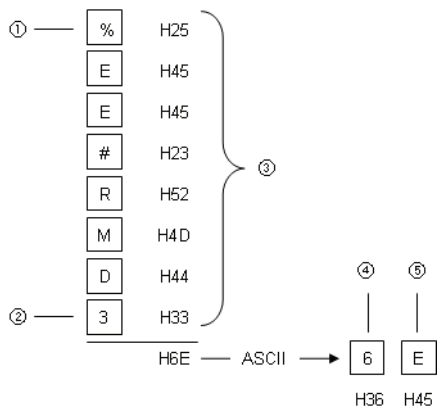 ① % H25
E H45
E H45
# H23
R H52 ③
M H4D
D H44 ④ ⑤
② 3 H33
H6E ASCII 6 E
H36 H45